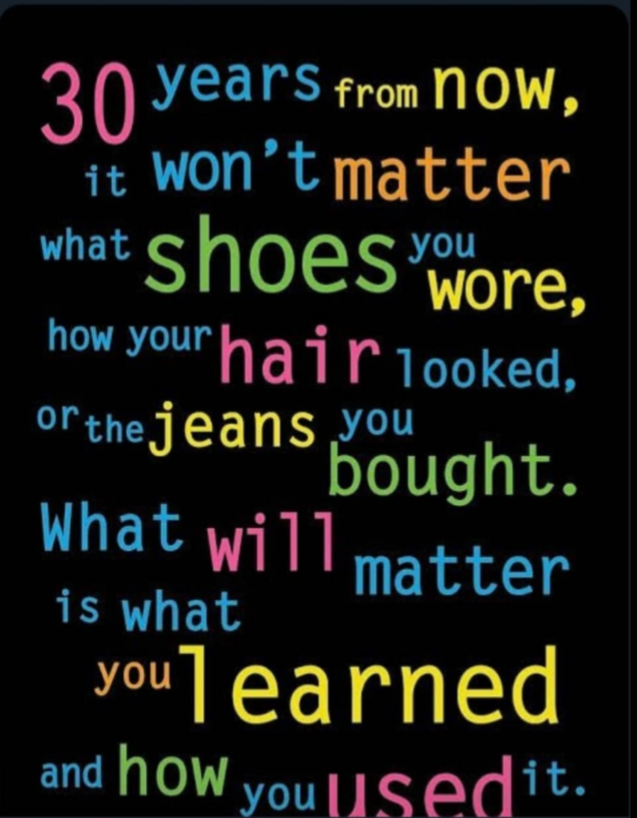 30 years from now,
it won't matter
what shoes you
wore,
how your hair looked,
or the jeans you
bought.
What will matter
is what
you learned
and how you used it.